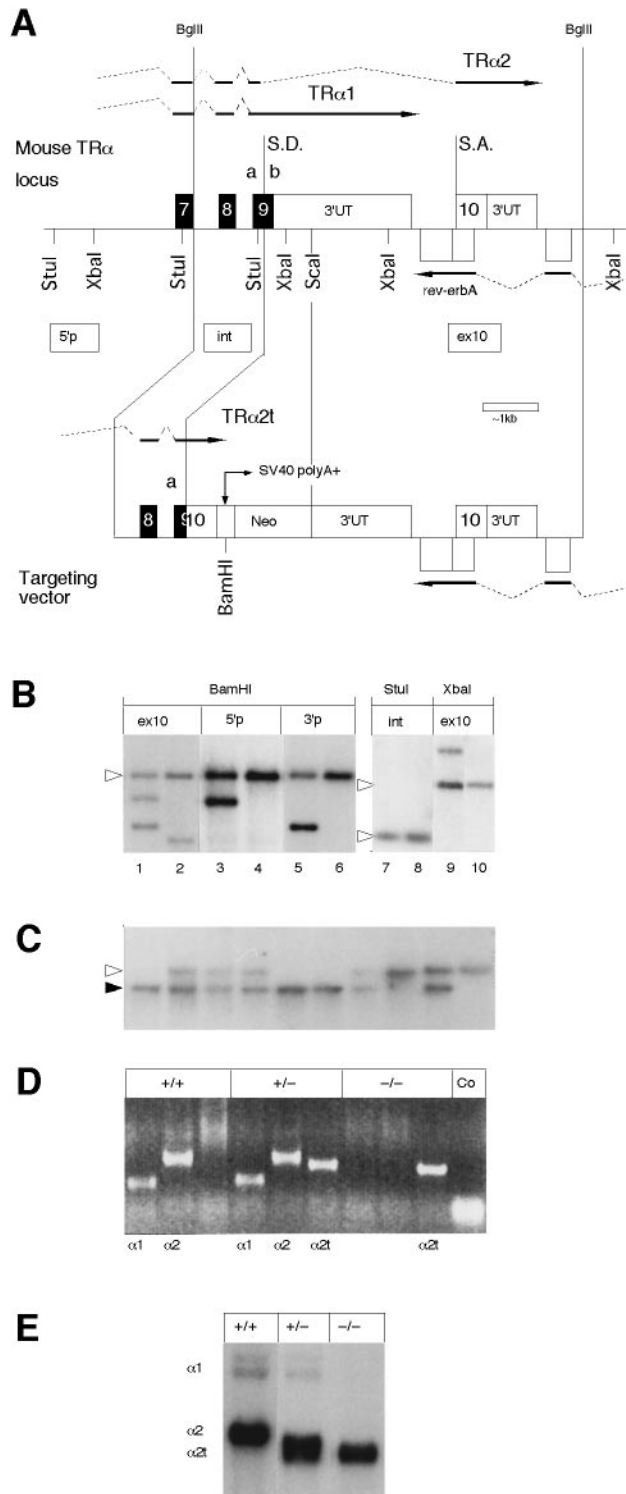 A
BglII BglII
TRα2
TRα1
Mouse TRα locus
S.D. S.A.
a b
7 8 9 3'UT 10 3'UT
StuI XbaI StuI StuI XbaI ScaI XbaI XbaI
rev-erbA
5'p int ex10
~1kb
TRα2t
a
SV40 polyA+
8 9 10 Neo 3'UT 10 3'UT
BamHI
Targeting vector
B
BamHI StuI XbaI
ex10 5'p 3'p int ex10
1 2 3 4 5 6 7 8 9 10
C
D
+/+ +/− −/− Co
α1 α2 α1 α2 α2t α2t
E
+/+ +/− −/−
α1
α2
α2t